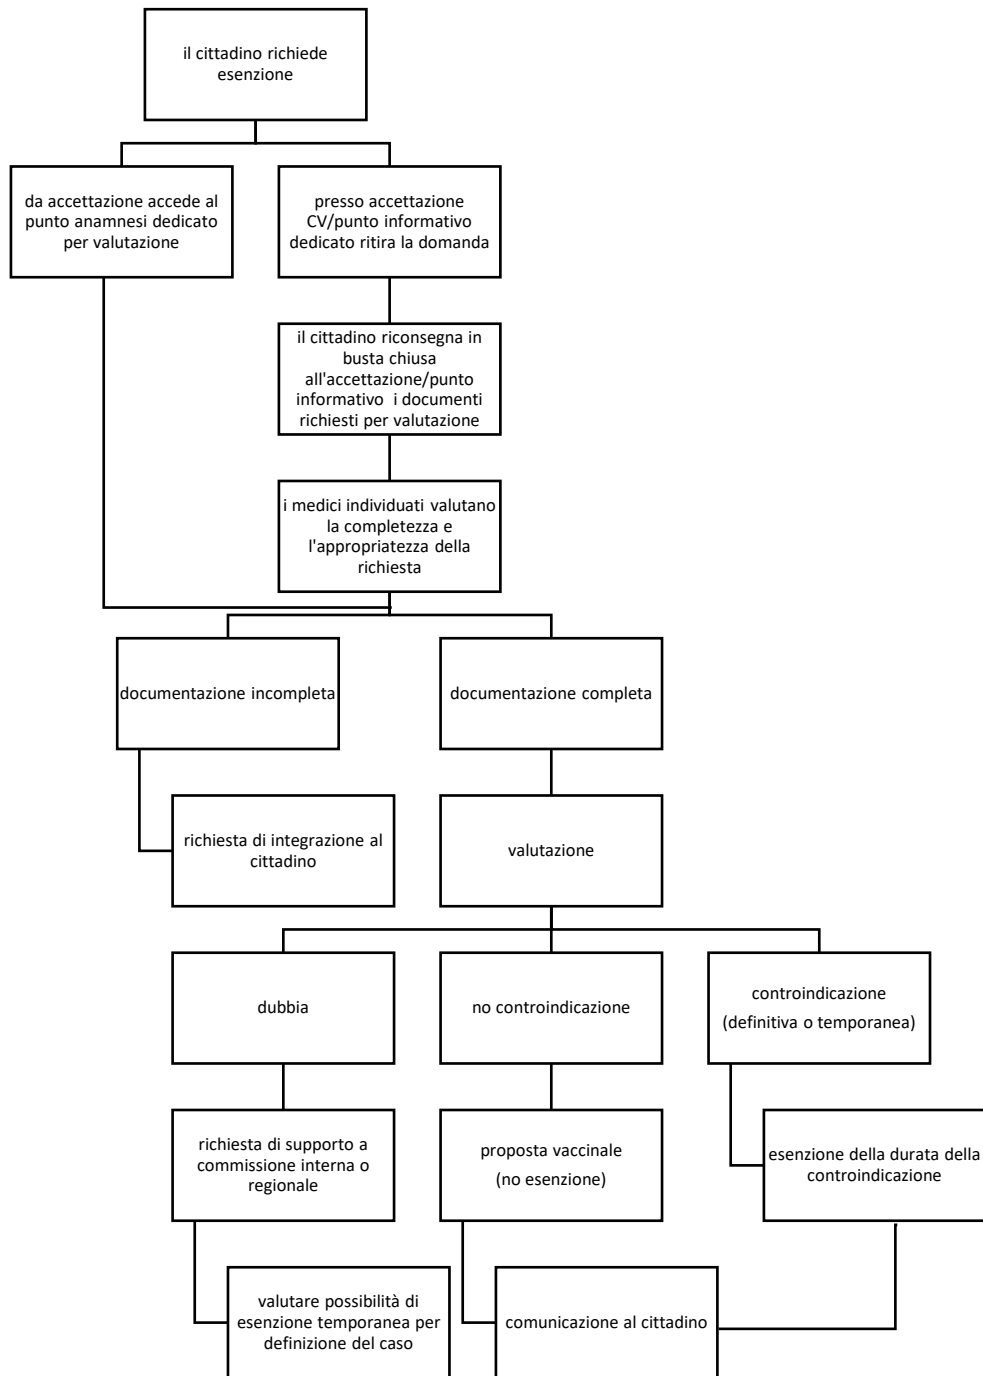 il cittadino richiede
esenzione
da accettazione accede al
punto anamnesi dedicato
per valutazione
presso accettazione
CV/punto informativo
dedicato ritira la domanda
il cittadino riconsegna in
busta chiusa
all'accettazione/punto
informativo i documenti
richiesti per valutazione
i medici individuati valutano
la completezza e
l'appropriatezza della
richiesta
documentazione incompleta
documentazione completa
richiesta di integrazione al
cittadino
valutazione
dubbia
no controindicazione
controindicazione
(definitiva o temporanea)
richiesta di supporto a
commissione interna o
regionale
proposta vaccinale
(no esenzione)
esenzione della durata della
controindicazione
valutare possibilità di
esenzione temporanea per
definizione del caso
comunicazione al cittadino